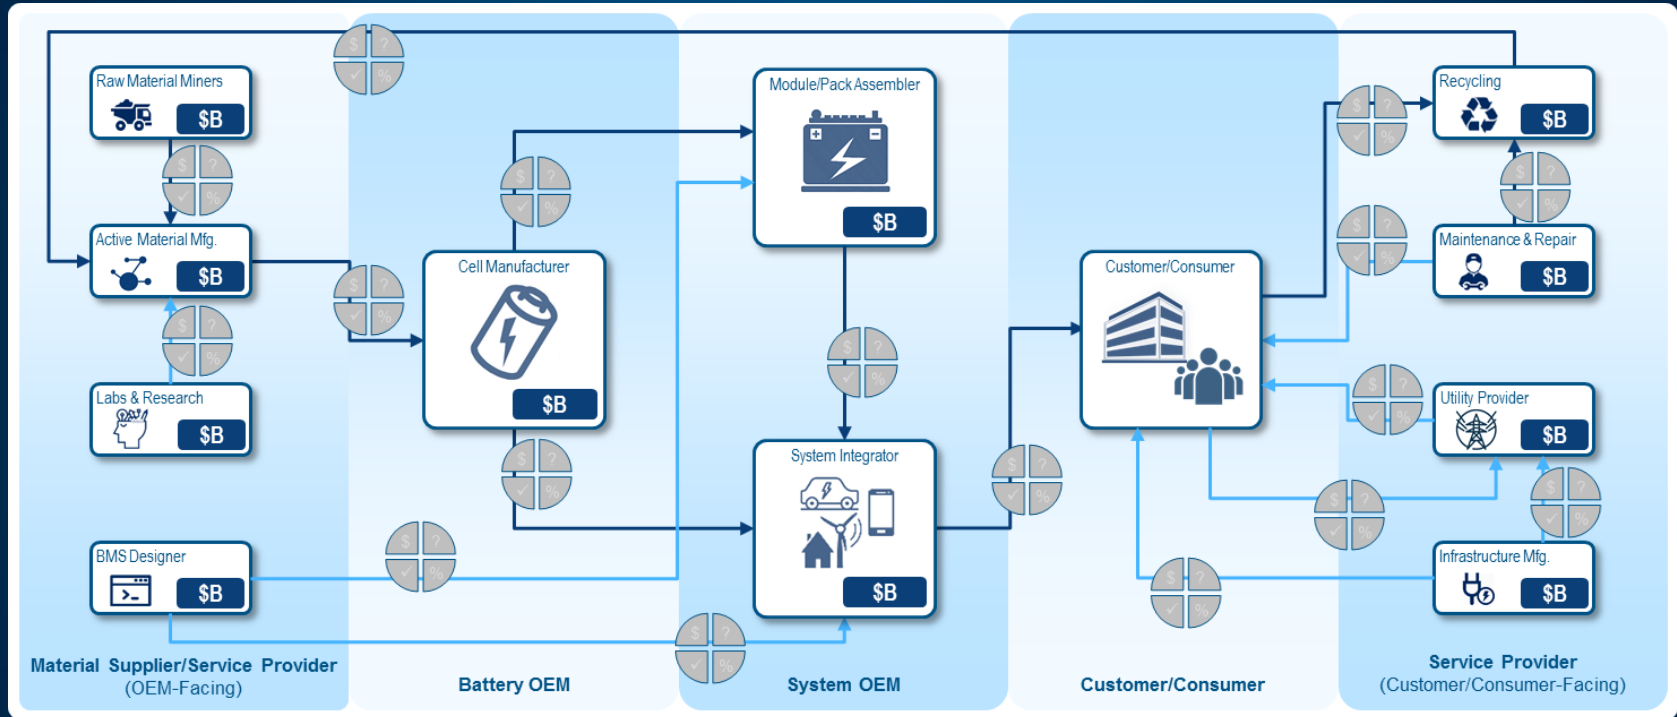 Raw Material Miners
$B
Active Material Mfg.
$B
Labs & Research
$B
BMS Designer
$B
Material Supplier/Service Provider
(OEM-Facing)
Cell Manufacturer
$B
Battery OEM
Module/Pack Assembler
$B
System Integrator
$B
System OEM
Customer/Consumer
Customer/Consumer
Recycling
$B
Maintenance & Repair
$B
Utility Provider
$B
Infrastructure Mfg.
$B
Service Provider
(Customer/Consumer-Facing)
$ ?
✓ %
$ ?
✓ %
$ ?
✓ %
$ ?
✓ %
$ ?
✓ %
$ ?
✓ %
$ ?
✓ %
$ ?
✓ %
$ ?
✓ %
$ ?
✓ %
$ ?
✓ %
$ ?
✓ %
$ ?
✓ %
$ ?
✓ %
$ ?
✓ %
$ ?
✓ %
$ ?
✓ %